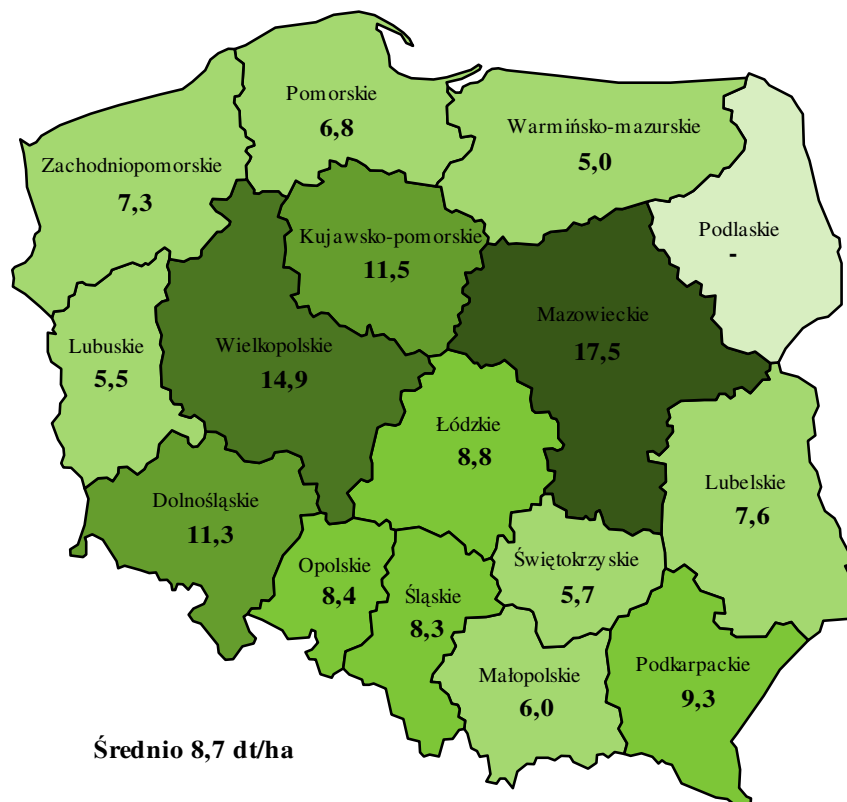 Pomorskie
6,8
Warmińsko-mazurskie
5,0
Zachodniopomorskie
7,3
Podlaskie
-
Kujawsko-pomorskie
11,5
Mazowieckie
17,5
Lubuskie
5,5
Wielkopolskie
14,9
Łódzkie
8,8
Lubelskie
7,6
Dolnośląskie
11,3
Opolskie
8,4
Śląskie
8,3
Świętokrzyskie
5,7
Małopolskie
6,0
Podkarpackie
9,3
Średnio 8,7 dt/ha